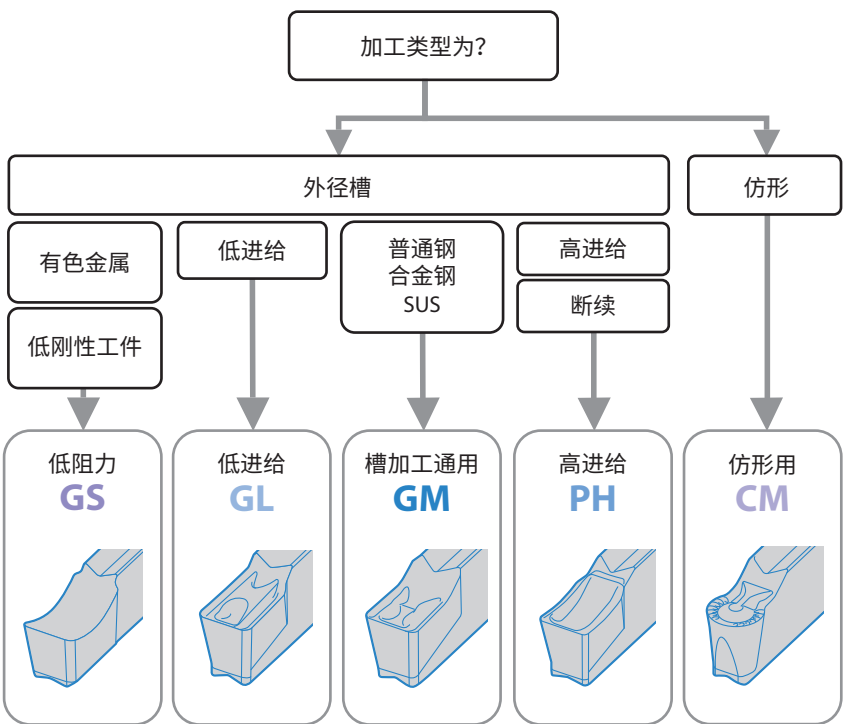 加工类型为?
外径槽
仿形
有色金属
低进给
普通钢
合金钢
SUS
高进给
断续
低刚性工件
低阻力
GS
低进给
GL
槽加工通用
GM
高进给
PH
仿形用
CM